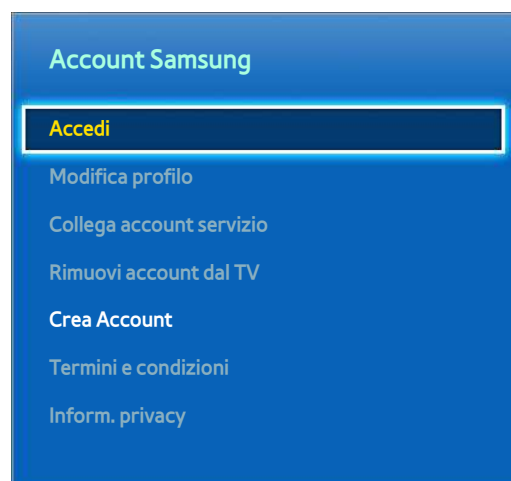 Account Samsung
Accedi
Modifica profilo
Collega account servizio
Rimuovi account dal TV
Crea Account
Termini e condizioni
Inform. privacy